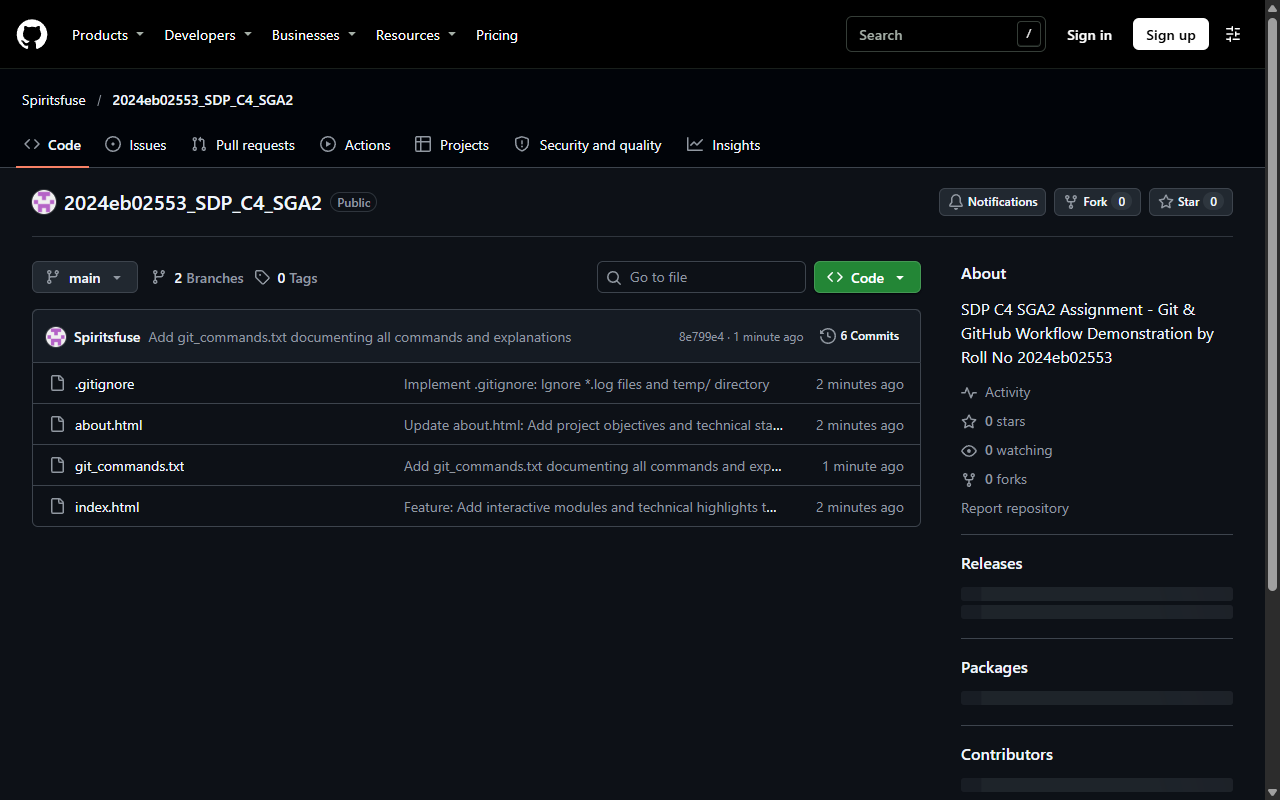 Products Developers Businesses Resources Pricing Search / Sign in Sign up
Spiritsfuse / 2024eb02553_SDP_C4_SGA2
Code Issues Pull requests Actions Projects Security and quality Insights
2024eb02553_SDP_C4_SGA2 Public Notifications Fork 0 Star 0
main 2 Branches 0 Tags Go to file Code
Spiritsfuse Add git_commands.txt documenting all commands and explanations 8e799e4 · 1 minute ago 6 Commits
.gitignore Implement .gitignore: Ignore *.log files and temp/ directory 2 minutes ago
about.html Update about.html: Add project objectives and technical sta... 2 minutes ago
git_commands.txt Add git_commands.txt documenting all commands and exp... 1 minute ago
index.html Feature: Add interactive modules and technical highlights t... 2 minutes ago
About
SDP C4 SGA2 Assignment - Git &
GitHub Workflow Demonstration by
Roll No 2024eb02553
Activity
0 stars
0 watching
0 forks
Report repository
Releases
Packages
Contributors